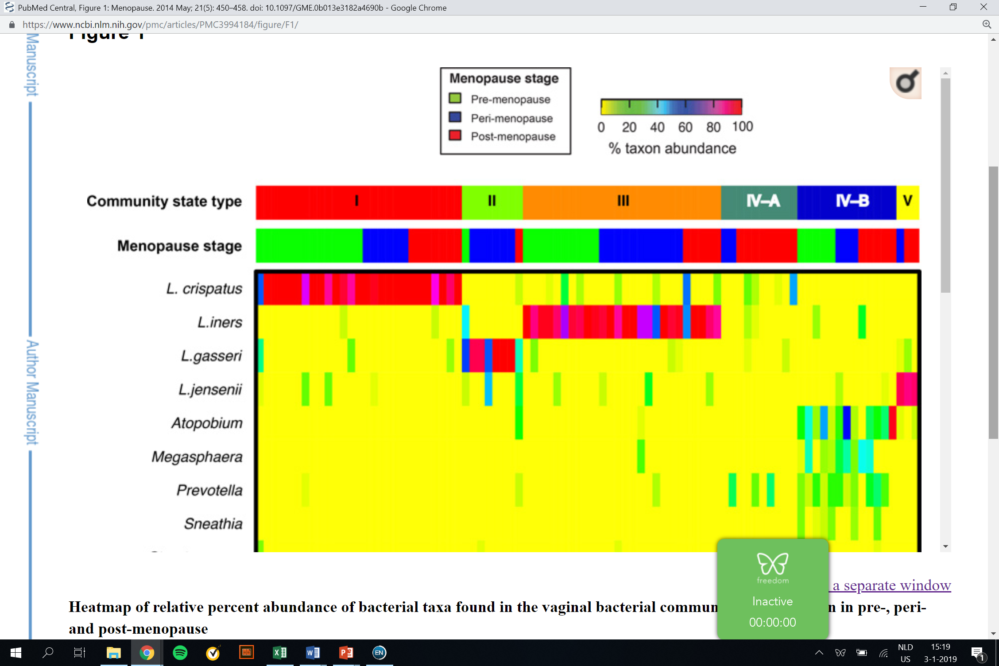 PubMed Central, Figure 1: Menopause. 2014 May; 21(5): 450–458. doi: 10.1097/GME.0b013e3182a4690b - Google Chrome
https://www.ncbi.nlm.nih.gov/pmc/articles/PMC3994184/figure/F1/
Figure 1
Manuscript
Author Manuscript
Menopause stage
Pre-menopause
Peri-menopause
Post-menopause
0 20 40 60 80 100
% taxon abundance
Community state type
I II III IV–A IV–B V
Menopause stage
L. crispatus
L.iners
L.gasseri
L.jensenii
Atopobium
Megasphaera
Prevotella
Sneathia
a separate window
Heatmap of relative percent abundance of bacterial taxa found in the vaginal bacterial commun n in pre-, peri-
and post-menopause
freedom
Inactive
00:00:00
EN
NLD
US
15:19
3-1-2019
1